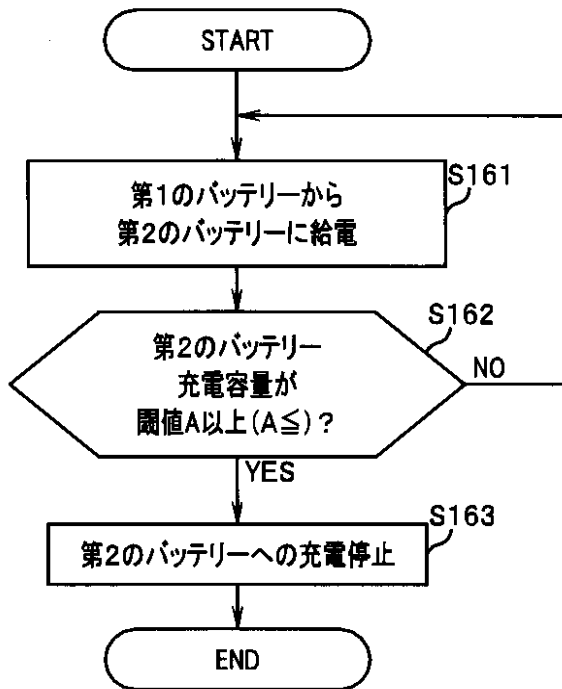 START
第1のバッテリーから
第2のバッテリーに給電
S161
第2のバッテリー
充電容量が
閾値A以上(A≦)?
S162
NO
YES
第2のバッテリーへの充電停止
S163
END